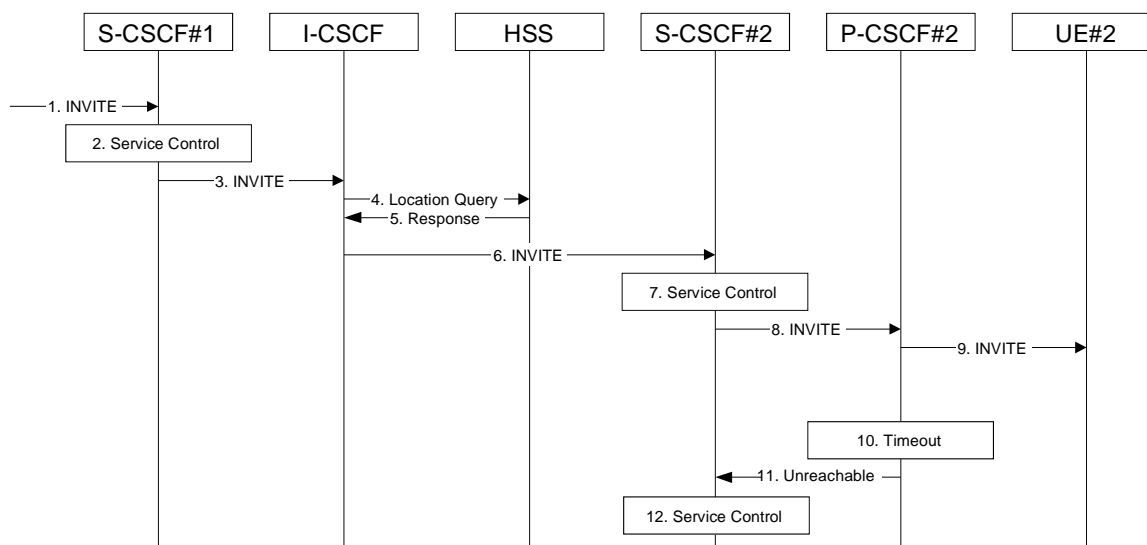 S-CSCF#1
I-CSCF
HSS
S-CSCF#2
P-CSCF#2
UE#2
1. INVITE
2. Service Control
3. INVITE
4. Location Query
5. Response
6. INVITE
7. Service Control
8. INVITE
9. INVITE
10. Timeout
11. Unreachable
12. Service Control